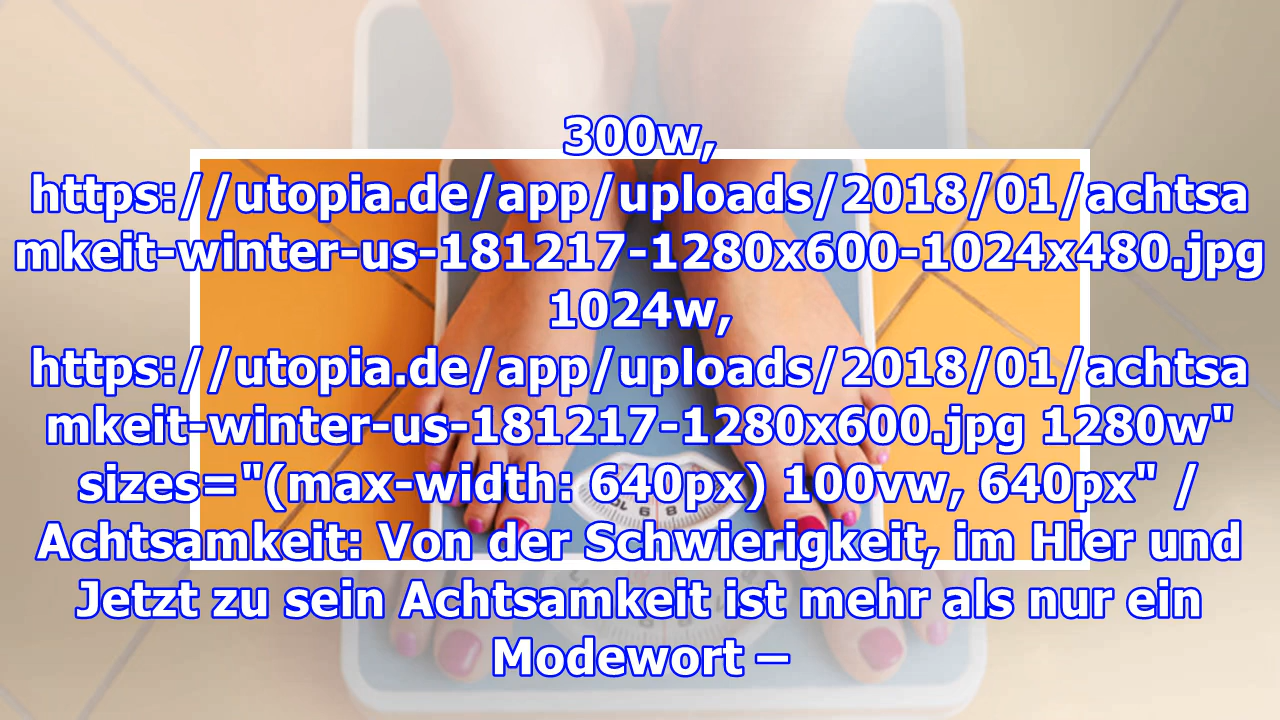 300w,
https://utopia.de/app/uploads/2018/01/achtsa
mkeit-winter-us-181217-1280x600-1024x480.jpg
1024w,
https://utopia.de/app/uploads/2018/01/achtsa
mkeit-winter-us-181217-1280x600.jpg 1280w"
sizes="(max-width: 640px) 100vw, 640px" /
Achtsamkeit: Von der Schwierigkeit, im Hier und
Jetzt zu sein Achtsamkeit ist mehr als nur ein
Modewort –